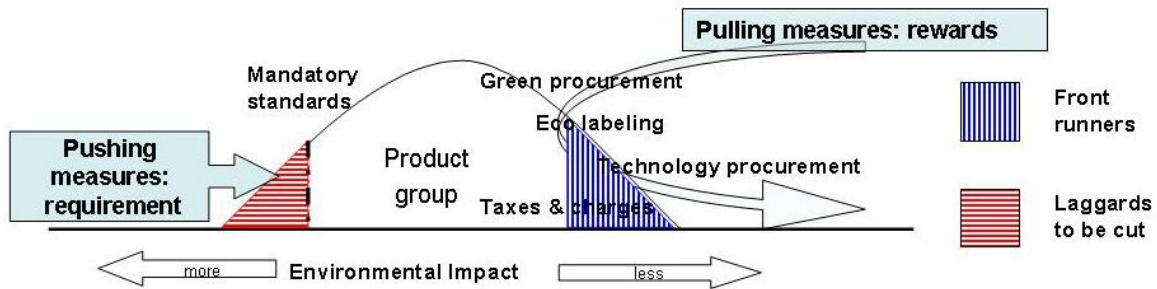 Pulling measures: rewards
Mandatory
standards
Green procurement
Eco labeling
Front
runners
Pushing
measures:
requirement
Product
group
Technology procurement
Taxes & charges
Laggards
to be cut
more
Environmental Impact
less